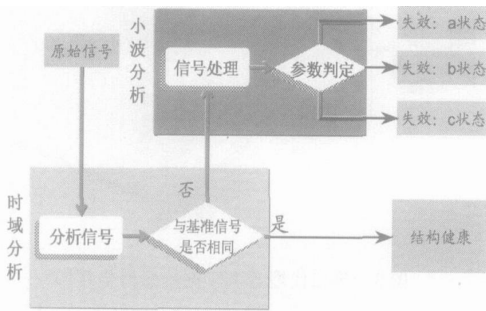 原始信号
小波分析
信号处理
参数判定
失效：a状态
失效：b状态
失效：c状态
时域分析
分析信号
与基准信号
是否相同
否
是
结构健康